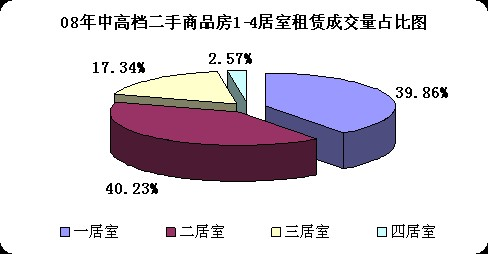 08年中高档二手商品房1-4居室租赁成交量占比图
2.57%
17.34%
39.86%
40.23%
一居室 二居室 三居室 四居室